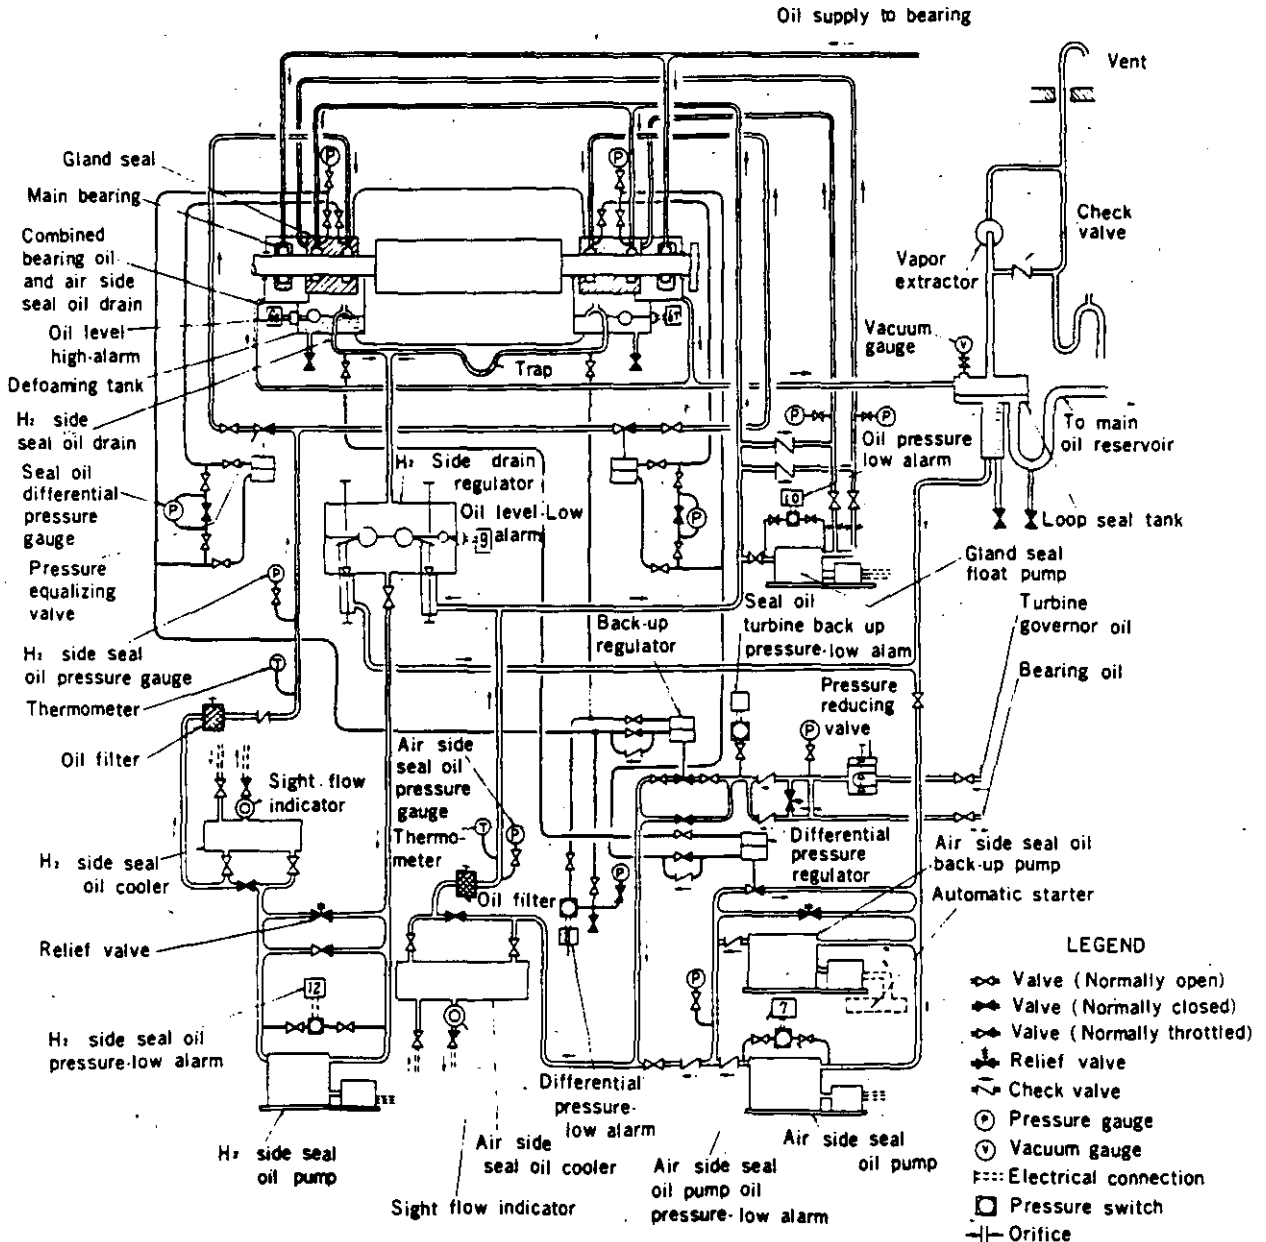 Oil supply to bearing
Vent
Gland seal
Main bearing
Combined
bearing oil
and air side
seal oil drain
Oil level
high-alarm
Defoaming tank
H₂ side
seal oil drain
Seal oil
differential
pressure
gauge
Pressure
equalizing
valve
H₂ side seal
oil pressure gauge
Thermometer
Oil filter
P
P
Check
valve
Vapor
extractor
Vacuum
gauge
V
67
Trap
P
P
Oil pressure
low alarm
To main
oil reservoir
H₂ Side drain
regulator
Oil level-Low
alarm
9
10
P
P
P
T
Loop seal tank
Gland seal
float pump
Turbine
governor oil
Bearing oil
Seal oil
turbine back up
pressure-low alam
Back-up
regulator
Pressure
reducing
valve
P
Sight flow
indicator
H₂ side seal
oil cooler
Air side
seal oil
pressure
gauge
Thermo-
meter
T
P
Oil filter
P
Differential
pressure
regulator
Air side seal oil
back-up pump
Automatic starter
Relief valve
12
H₂ side seal oil
pressure-low alarm
P
7
H₂ side seal
oil pump
Differential
pressure-
low alarm
Air side
seal oil cooler
Sight flow indicator
Air side seal
oil pump oil
pressure-low alarm
Air side seal
oil pump
LEGEND
Valve (Normally open)
Valve (Normally closed)
Valve (Normally throttled)
Relief valve
Check valve
P Pressure gauge
V Vacuum gauge
Electrical connection
Pressure switch
Orifice